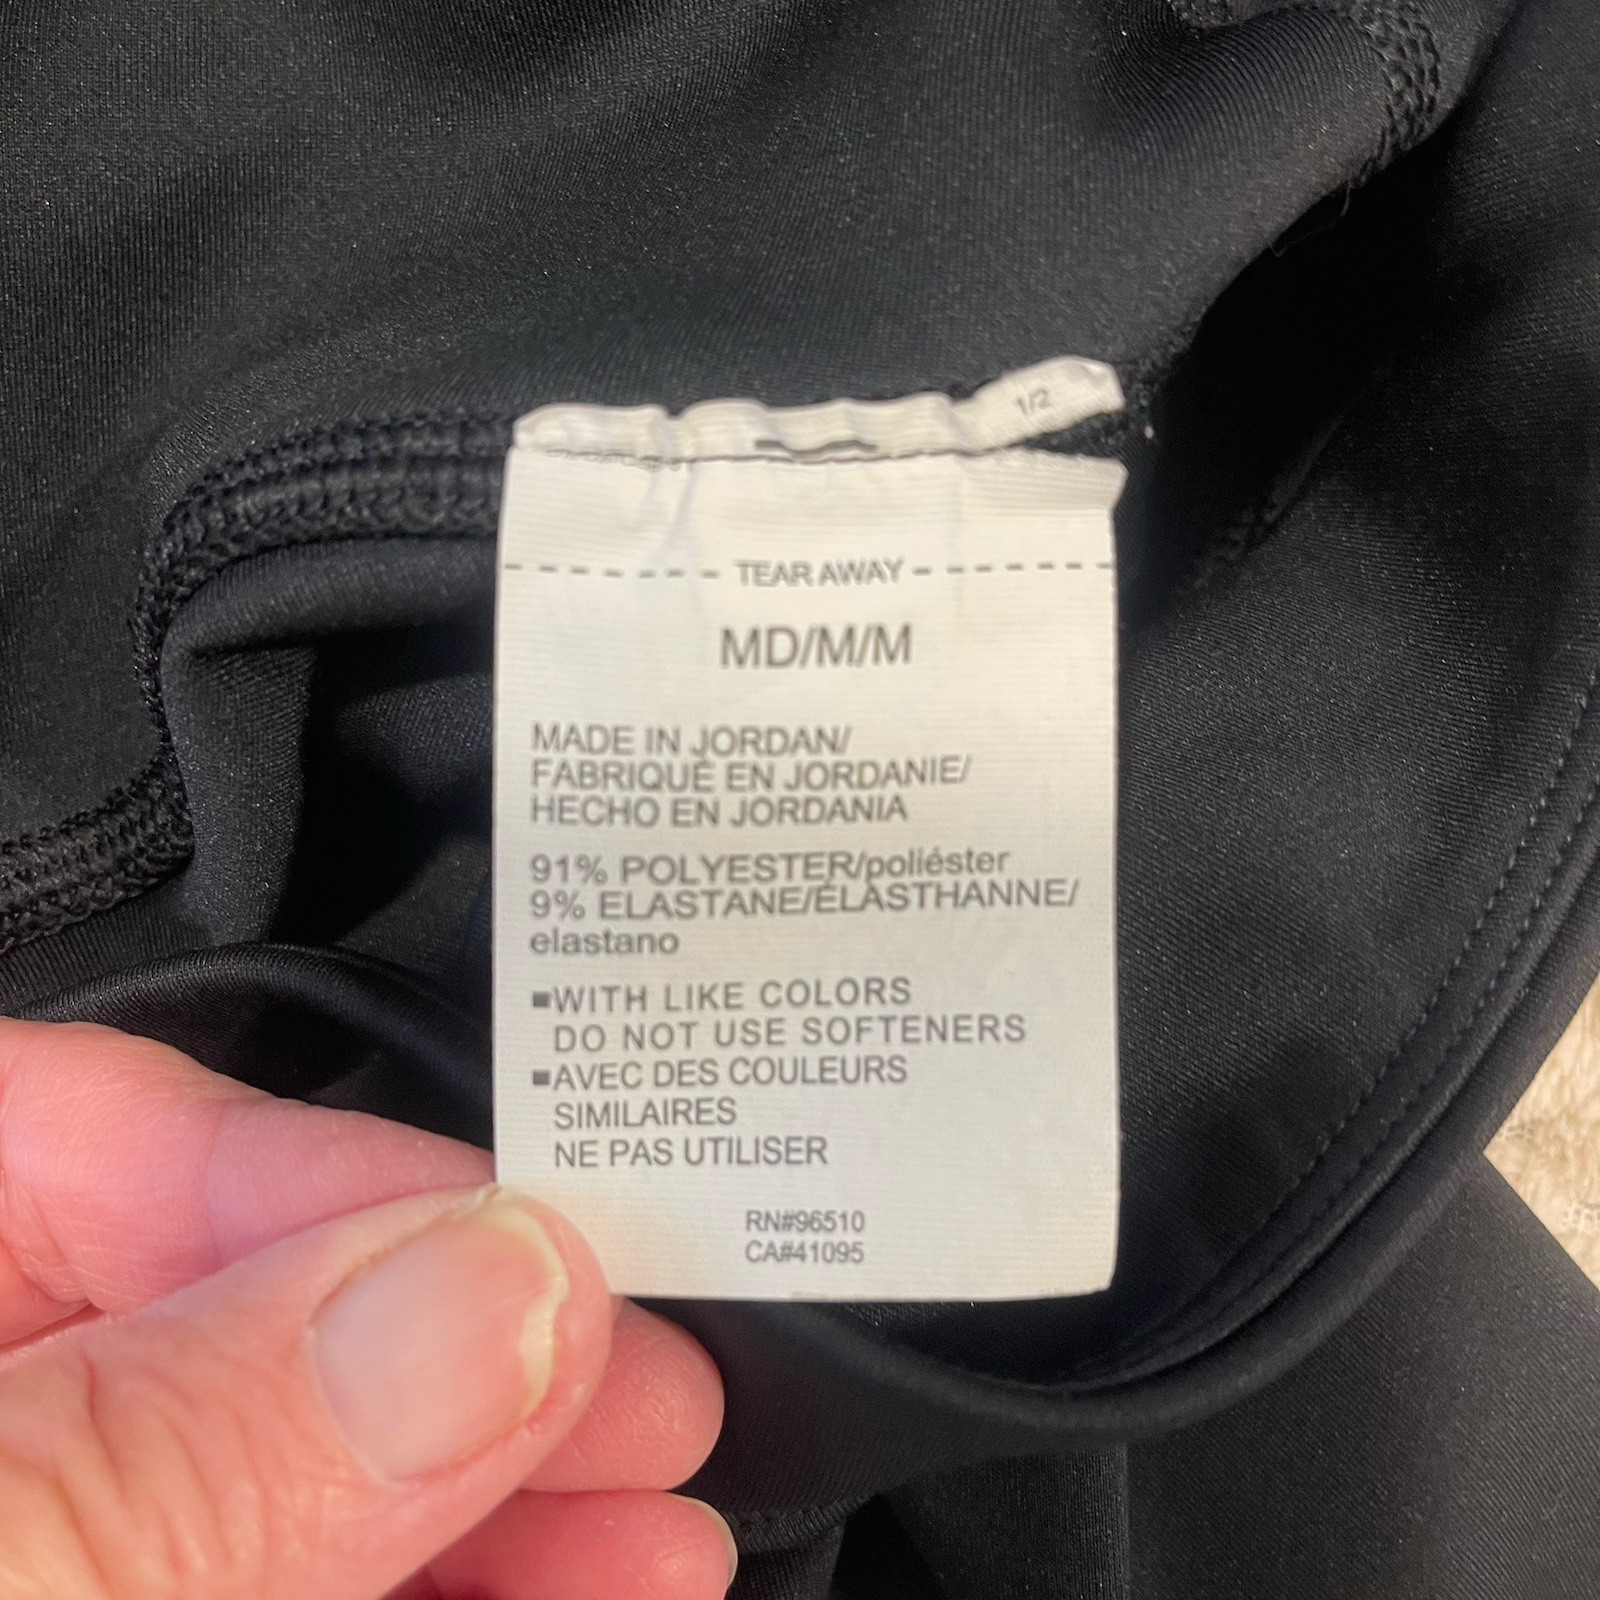 1/2
TEAR AWAY
MD/M/M
MADE IN JORDAN/
FABRIQUÉ EN JORDANIE/
HECHO EN JORDANIA
91% POLYESTER/poliéster
9% ELASTANE/ÉLASTHANNE/
elastano
▪WITH LIKE COLORS
DO NOT USE SOFTENERS
▪AVEC DES COULEURS
SIMILAIRES
NE PAS UTILISER
RN#96510
CA#41095